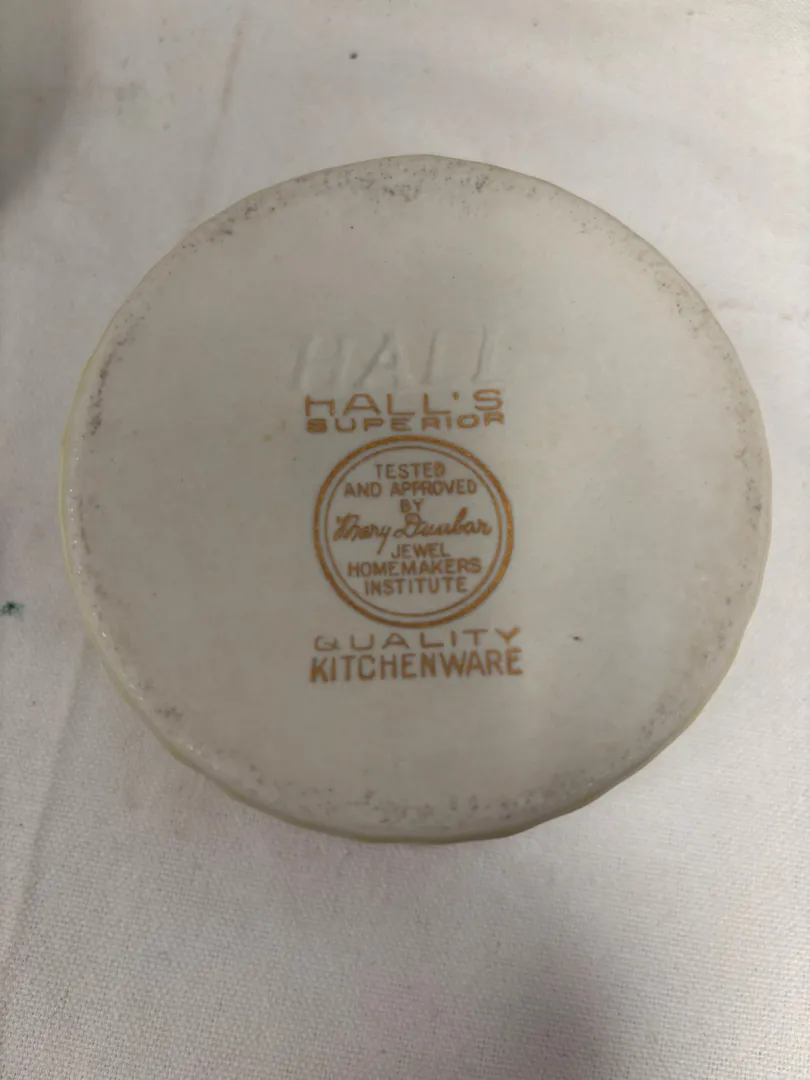 HALL
HALL'S
SUPERIOR
TESTED
AND APPROVED
BY
Mary Dunbar
JEWEL
HOMEMAKERS
INSTITUTE
QUALITY
KITCHENWARE